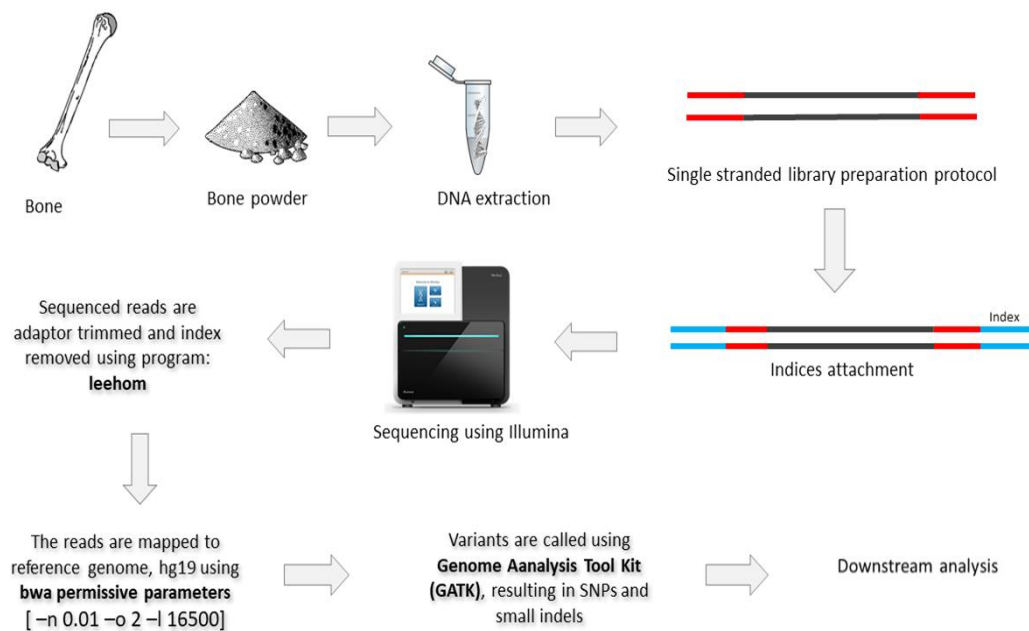 Bone
Bone powder
DNA extraction
Single stranded library preparation protocol
Index
Indices attachment
Sequencing using Illumina
Sequenced reads are
adaptor trimmed and index
removed using program:
leehom
The reads are mapped to
reference genome, hg19 using
bwa permissive parameters
[ –n 0.01 –o 2 –l 16500]
Variants are called using
Genome Aanalysis Tool Kit
(GATK), resulting in SNPs and
small indels
Downstream analysis